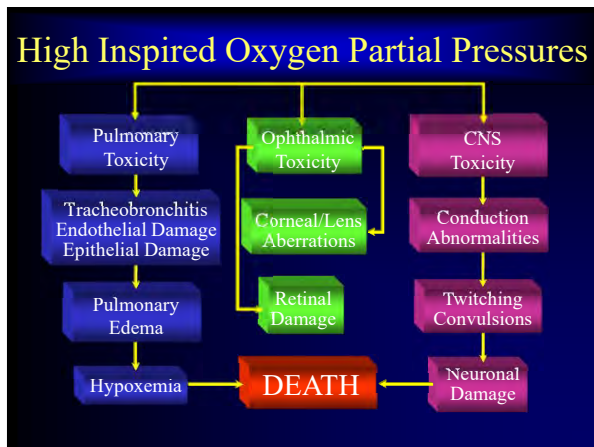 High Inspired Oxygen Partial Pressures
Pulmonary
Toxicity
Ophthalmic
Toxicity
CNS
Toxicity
Tracheobronchitis
Endothelial Damage
Epithelial Damage
Corneal/Lens
Aberrations
Conduction
Abnormalities
Pulmonary
Edema
Retinal
Damage
Twitching
Convulsions
Hypoxemia
DEATH
Neuronal
Damage